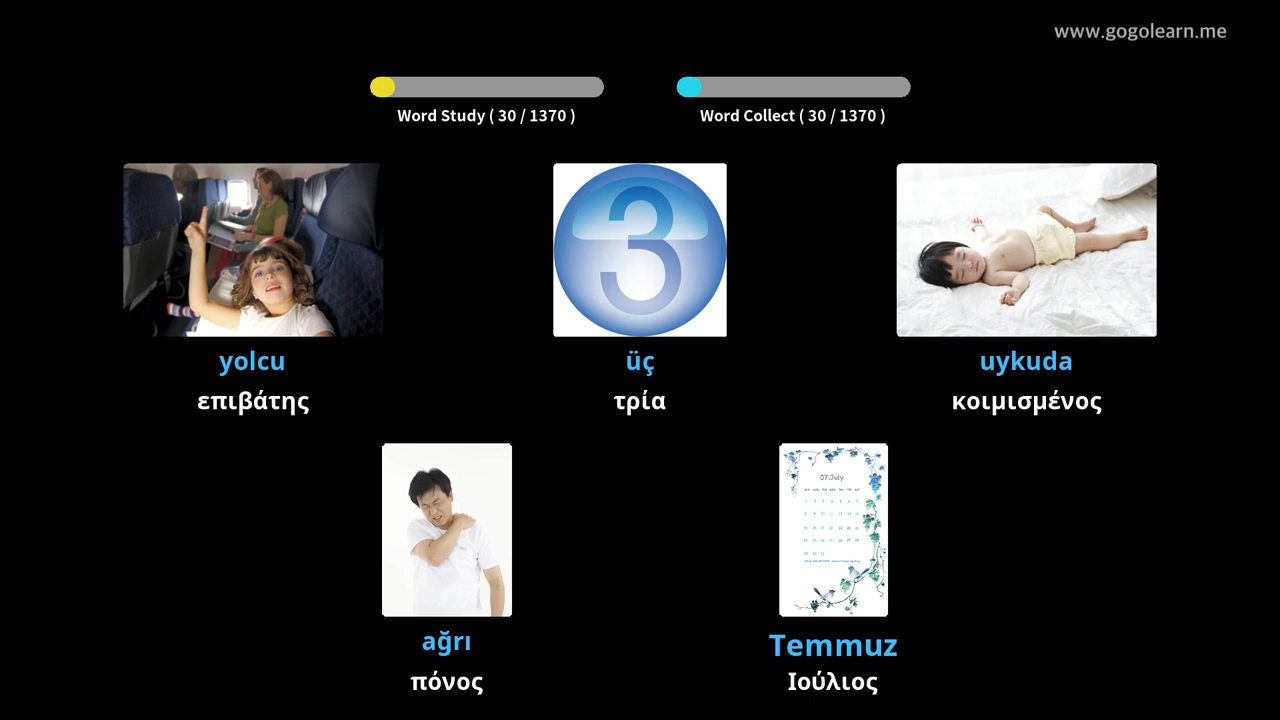 www.gogolearn.me
Word Study ( 30 / 1370 )
Word Collect ( 30 / 1370 )
3
yolcu
επιβάτης
üç
τρία
uykuda
κοιμισμένος
07.July
ağrı
πόνος
Temmuz
Ιούλιος